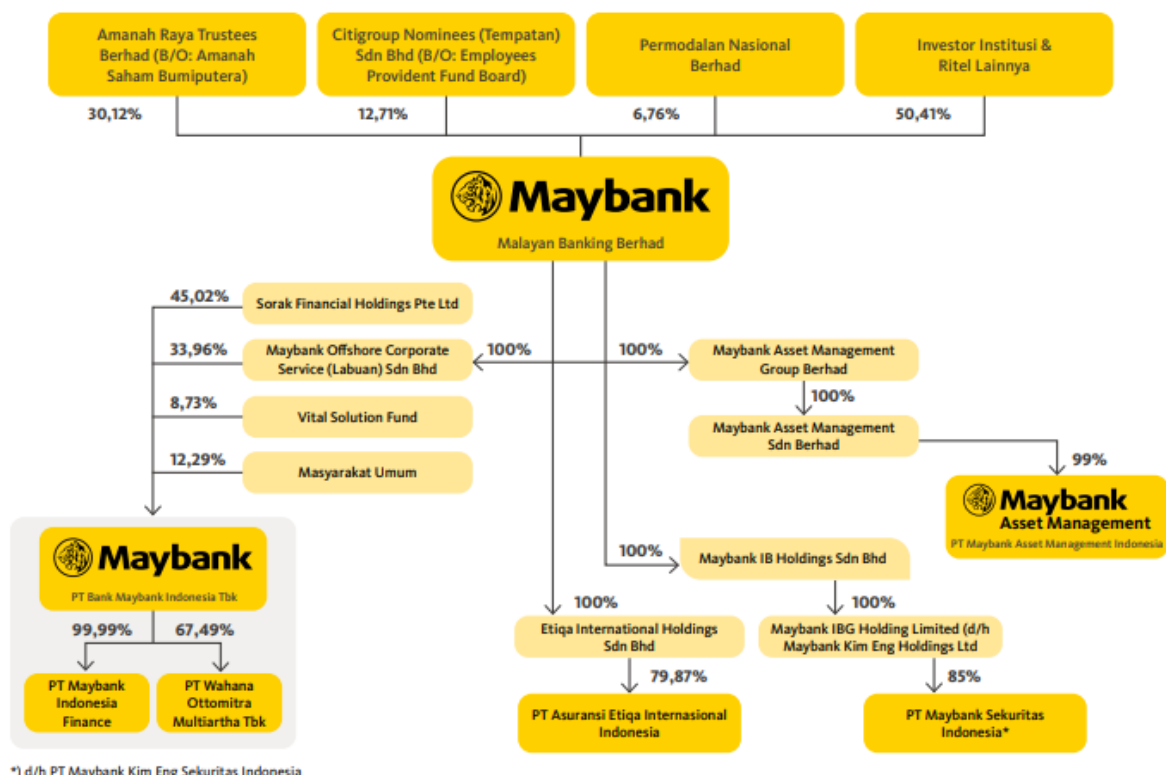 Amanah Raya Trustees
Berhad (B/O: Amanah
Saham Bumiputera)
Citigroup Nominees (Tempatan)
Sdn Bhd (B/O: Employees
Provident Fund Board)
Permodalan Nasional
Berhad
Investor Institusi &
Ritel Lainnya
30,12%
12,71%
6,76%
50,41%
Maybank
Malayan Banking Berhad
45,02%
Sorak Financial Holdings Pte Ltd
33,96%
Maybank Offshore Corporate
Service (Labuan) Sdn Bhd
100%
100%
Maybank Asset Management
Group Berhad
100%
8,73%
Vital Solution Fund
Maybank Asset Management
Sdn Berhad
12,29%
Masyarakat Umum
99%
Maybank
Asset Management
PT Maybank Asset Management Indonesia
Maybank
PT Bank Maybank Indonesia Tbk
100%
Maybank IB Holdings Sdn Bhd
99,99%
67,49%
100%
100%
Etiqa International Holdings
Sdn Bhd
Maybank IBG Holding Limited (d/h
Maybank Kim Eng Holdings Ltd
PT Maybank
Indonesia
Finance
PT Wahana
Ottomitra
Multiartha Tbk
79,87%
85%
PT Asuransi Etiqa Internasional
Indonesia
PT Maybank Sekuritas
Indonesia*
*) d/h PT Maybank Kim Eng Sekuritas Indonesia